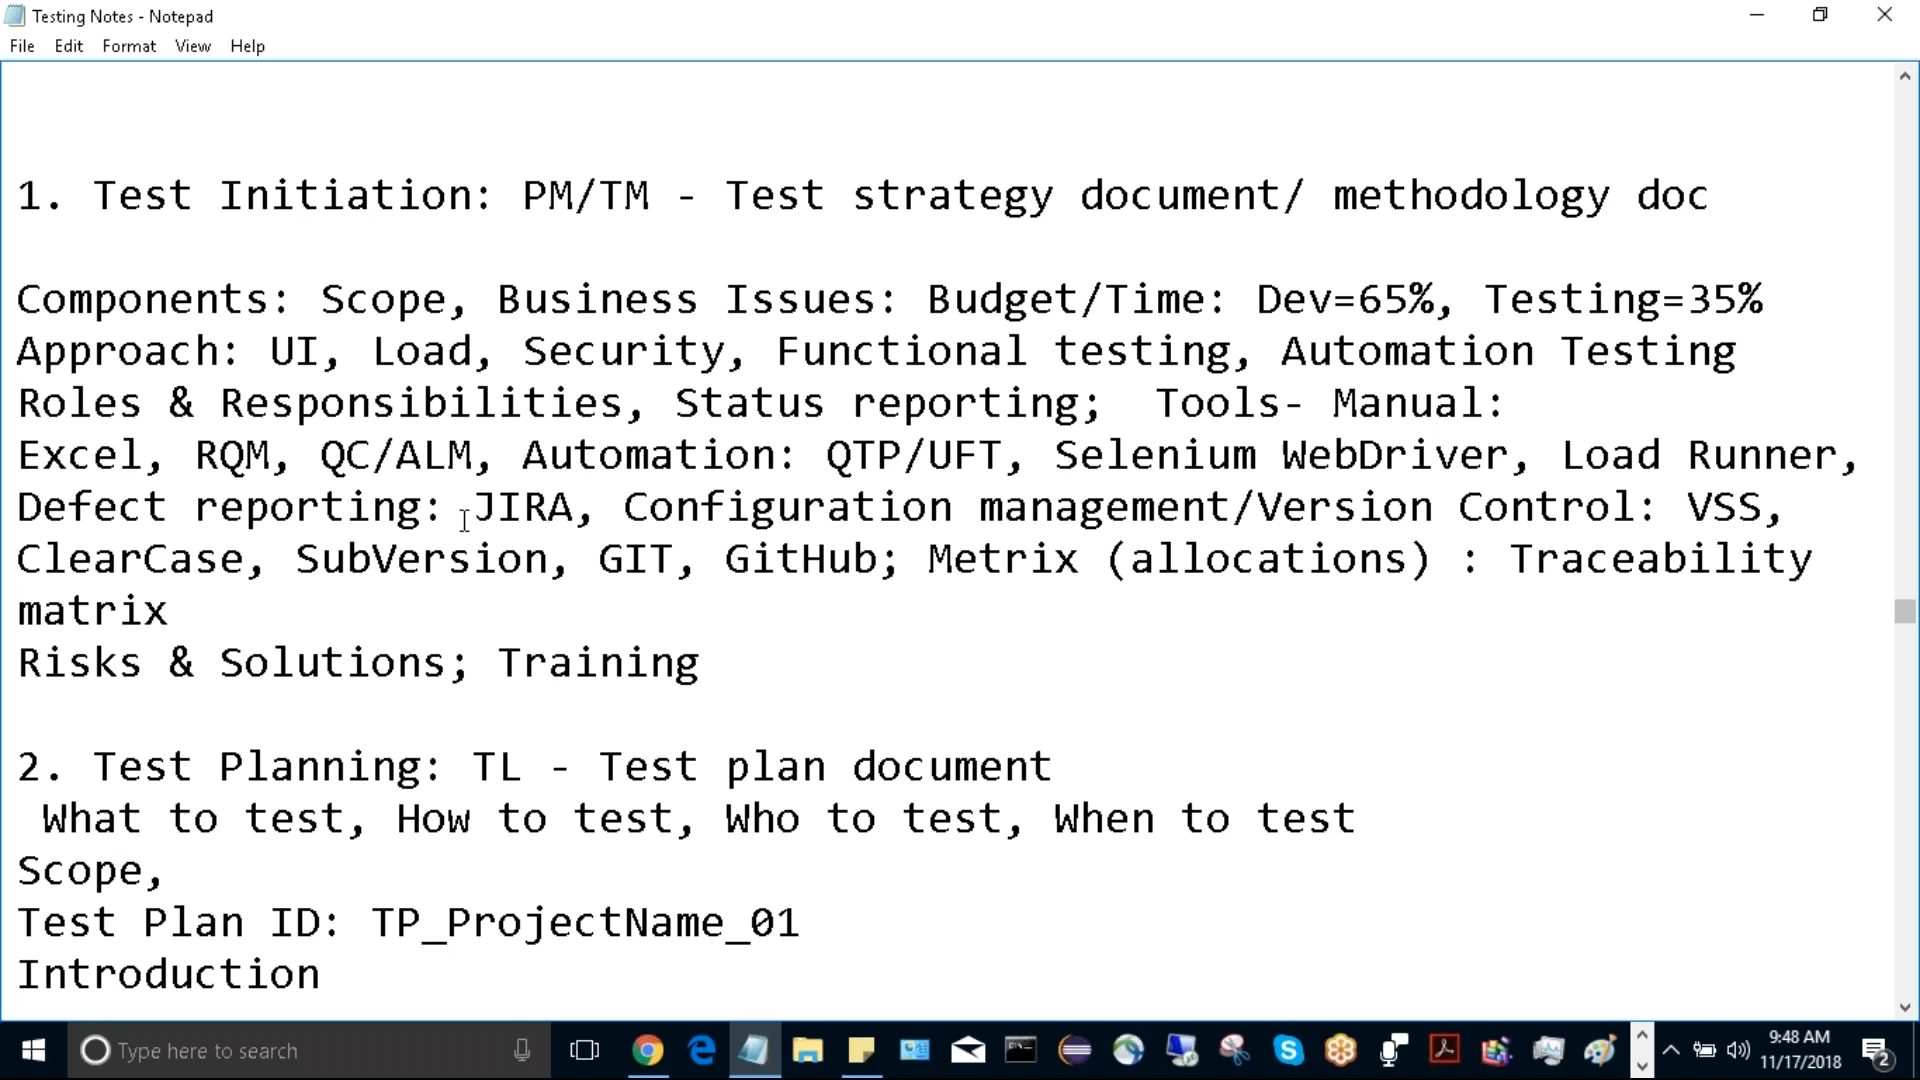 Testing Notes - Notepad
File Edit Format View Help
1. Test Initiation: PM/TM - Test strategy document/ methodology doc
Components: Scope, Business Issues: Budget/Time: Dev=65%, Testing=35%
Approach: UI, Load, Security, Functional testing, Automation Testing
Roles & Responsibilities, Status reporting;  Tools- Manual:
Excel, RQM, QC/ALM, Automation: QTP/UFT, Selenium WebDriver, Load Runner,
Defect reporting: JIRA, Configuration management/Version Control: VSS,
ClearCase, SubVersion, GIT, GitHub; Metrix (allocations) : Traceability
matrix
Risks & Solutions; Training
2. Test Planning: TL - Test plan document
What to test, How to test, Who to test, When to test
Scope,
Test Plan ID: TP_ProjectName_01
Introduction
Type here to search
9:48 AM
11/17/2018
2